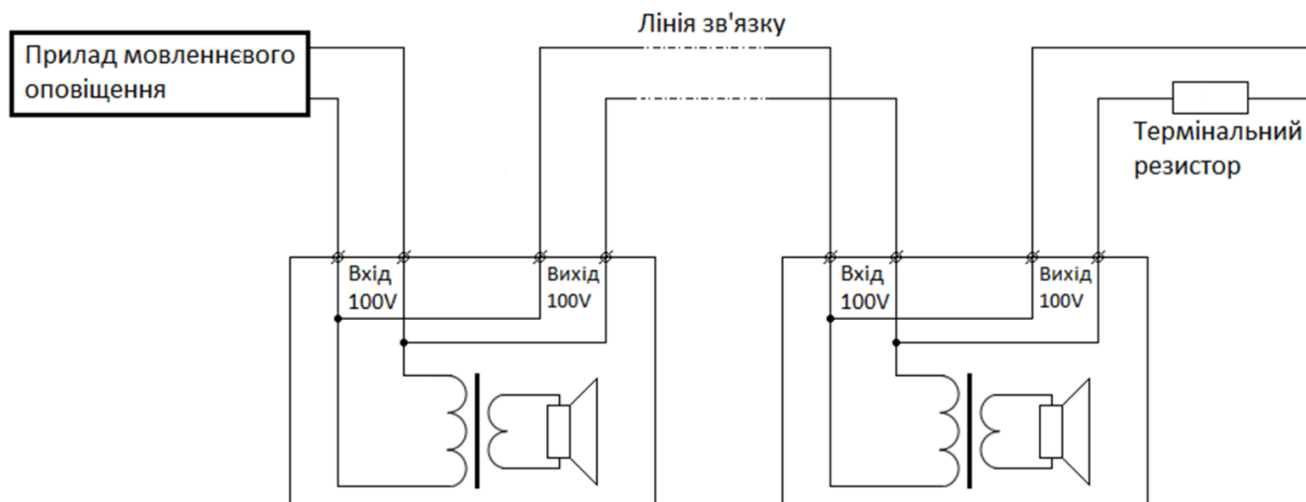 Лінія зв'язку
Прилад мовленнєвого
оповіщення
Термінальний
резистор
Вхід
100V
Вихід
100V
Вхід
100V
Вихід
100V